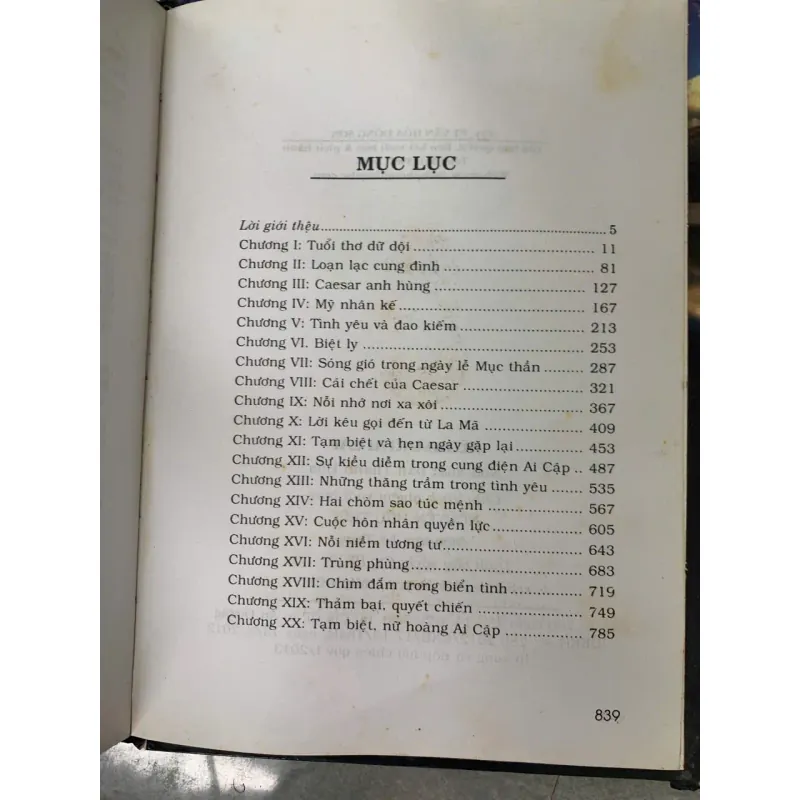 MỤC LỤC
Lời giới thệu..... 5
Chương I: Tuổi thơ dữ dội..... 11
Chương II: Loạn lạc cung đình..... 81
Chương III: Caesar anh hùng..... 127
Chương IV: Mỹ nhân kế..... 167
Chương V: Tình yêu và đao kiếm..... 213
Chương VI. Biệt ly..... 253
Chương VII: Sóng gió trong ngày lễ Mục thần..... 287
Chương VIII: Cái chết của Caesar..... 321
Chương IX: Nỗi nhớ nơi xa xôi..... 367
Chương X: Lời kêu gọi đến từ La Mã..... 409
Chương XI: Tạm biệt và hẹn ngày gặp lại..... 453
Chương XII: Sự kiều diễm trong cung điện Ai Cập .. 487
Chương XIII: Những thăng trầm trong tình yêu..... 535
Chương XIV: Hai chòm sao túc mệnh..... 567
Chương XV: Cuộc hôn nhân quyền lực..... 605
Chương XVI: Nỗi niềm tương tư..... 643
Chương XVII: Trùng phùng..... 683
Chương XVIII: Chìm đắm trong biển tình..... 719
Chương XIX: Thảm bại, quyết chiến..... 749
Chương XX: Tạm biệt, nữ hoàng Ai Cập..... 785
839